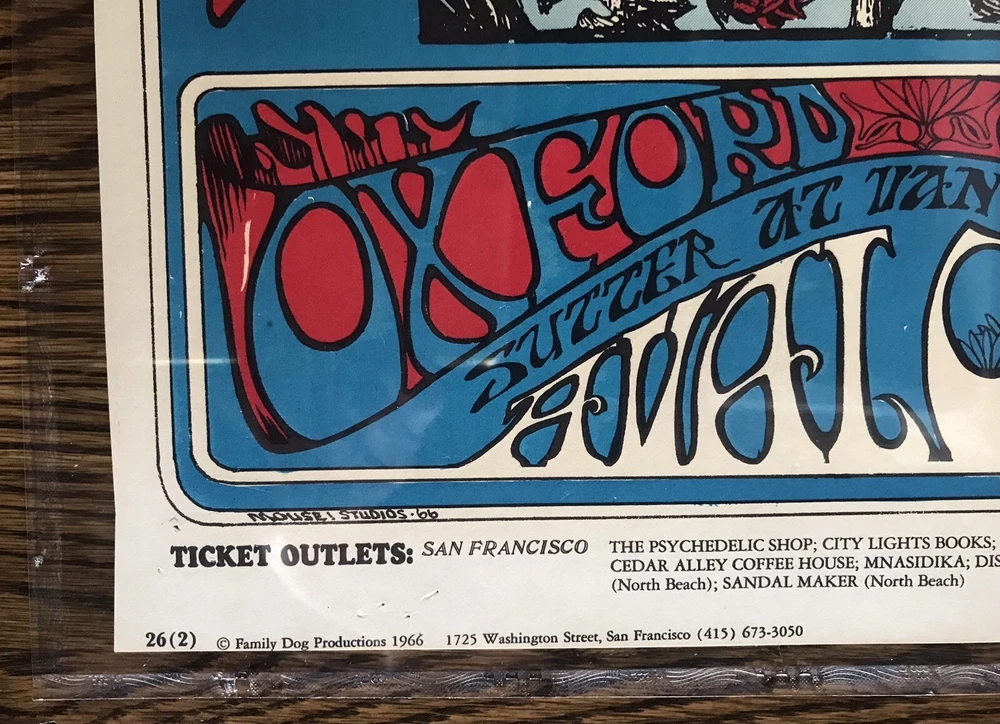 OXFORD
SUTTER AT VAN
AVAL
MOUSE! STUDIOS·66
TICKET OUTLETS: SAN FRANCISCO THE PSYCHEDELIC SHOP; CITY LIGHTS BOOKS;
CEDAR ALLEY COFFEE HOUSE; MNASIDIKA; DIS
(North Beach); SANDAL MAKER (North Beach)
26(2) © Family Dog Productions 1966 1725 Washington Street, San Francisco (415) 673-3050